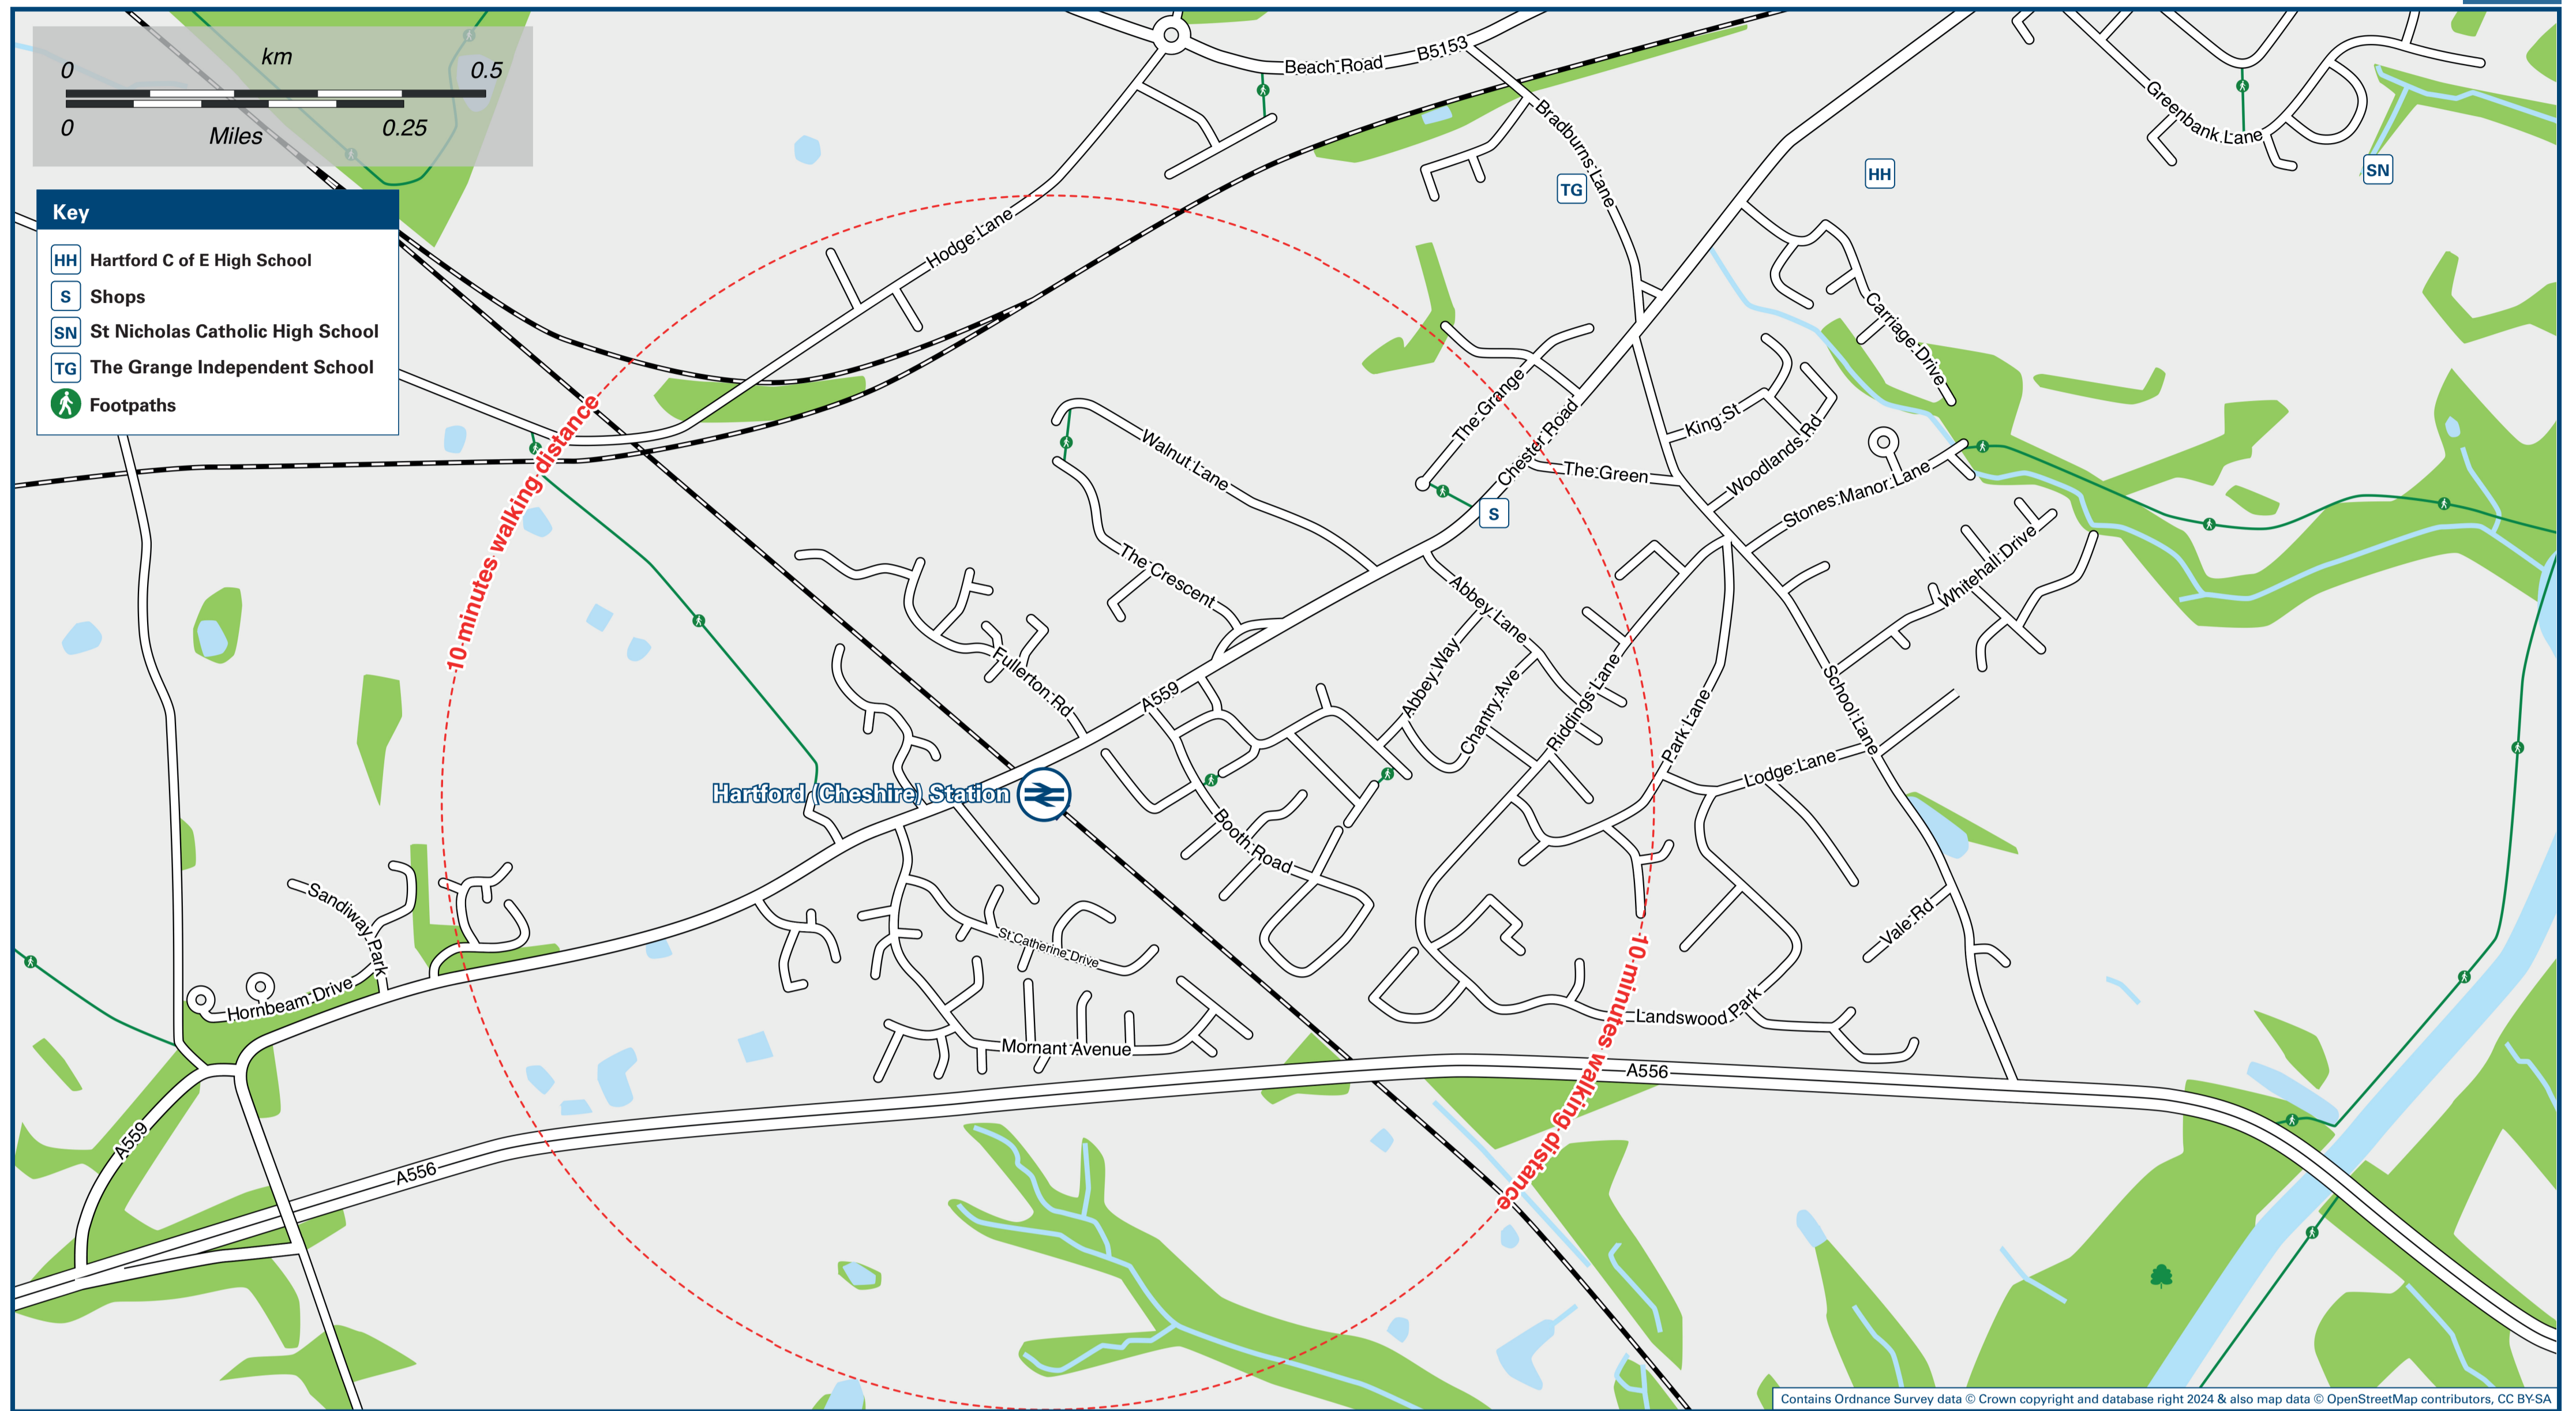 km
0 0.5
0 0.25
Miles
Key
HH Hartford C of E High School
S Shops
SN St Nicholas Catholic High School
TG The Grange Independent School
Footpaths
Beach Road
B5153
Bradburns Lane
Greenbank Lane
TG
HH
SN
Hodge Lane
Carriage Drive
10 minutes walking distance
Walnut Lane
The Grange
Chester Road
King St
Woodlands Rd
The Green
Stones Manor Lane
S
The Crescent
Abbey Lane
Whitehall Drive
Fullerton Rd
A559
Abbey Way
Chantry Ave
Riddings Lane
Park Lane
School Lane
Lodge Lane
Hartford (Cheshire) Station
Booth Road
Sandiway Park
St Catherine Drive
Vale Rd
Hornbeam Drive
Landswood Park
10 minutes walking distance
Mornant Avenue
A556
A559
A556
Contains Ordnance Survey data © Crown copyright and database right 2024 & also map data © OpenStreetMap contributors, CC BY-SA